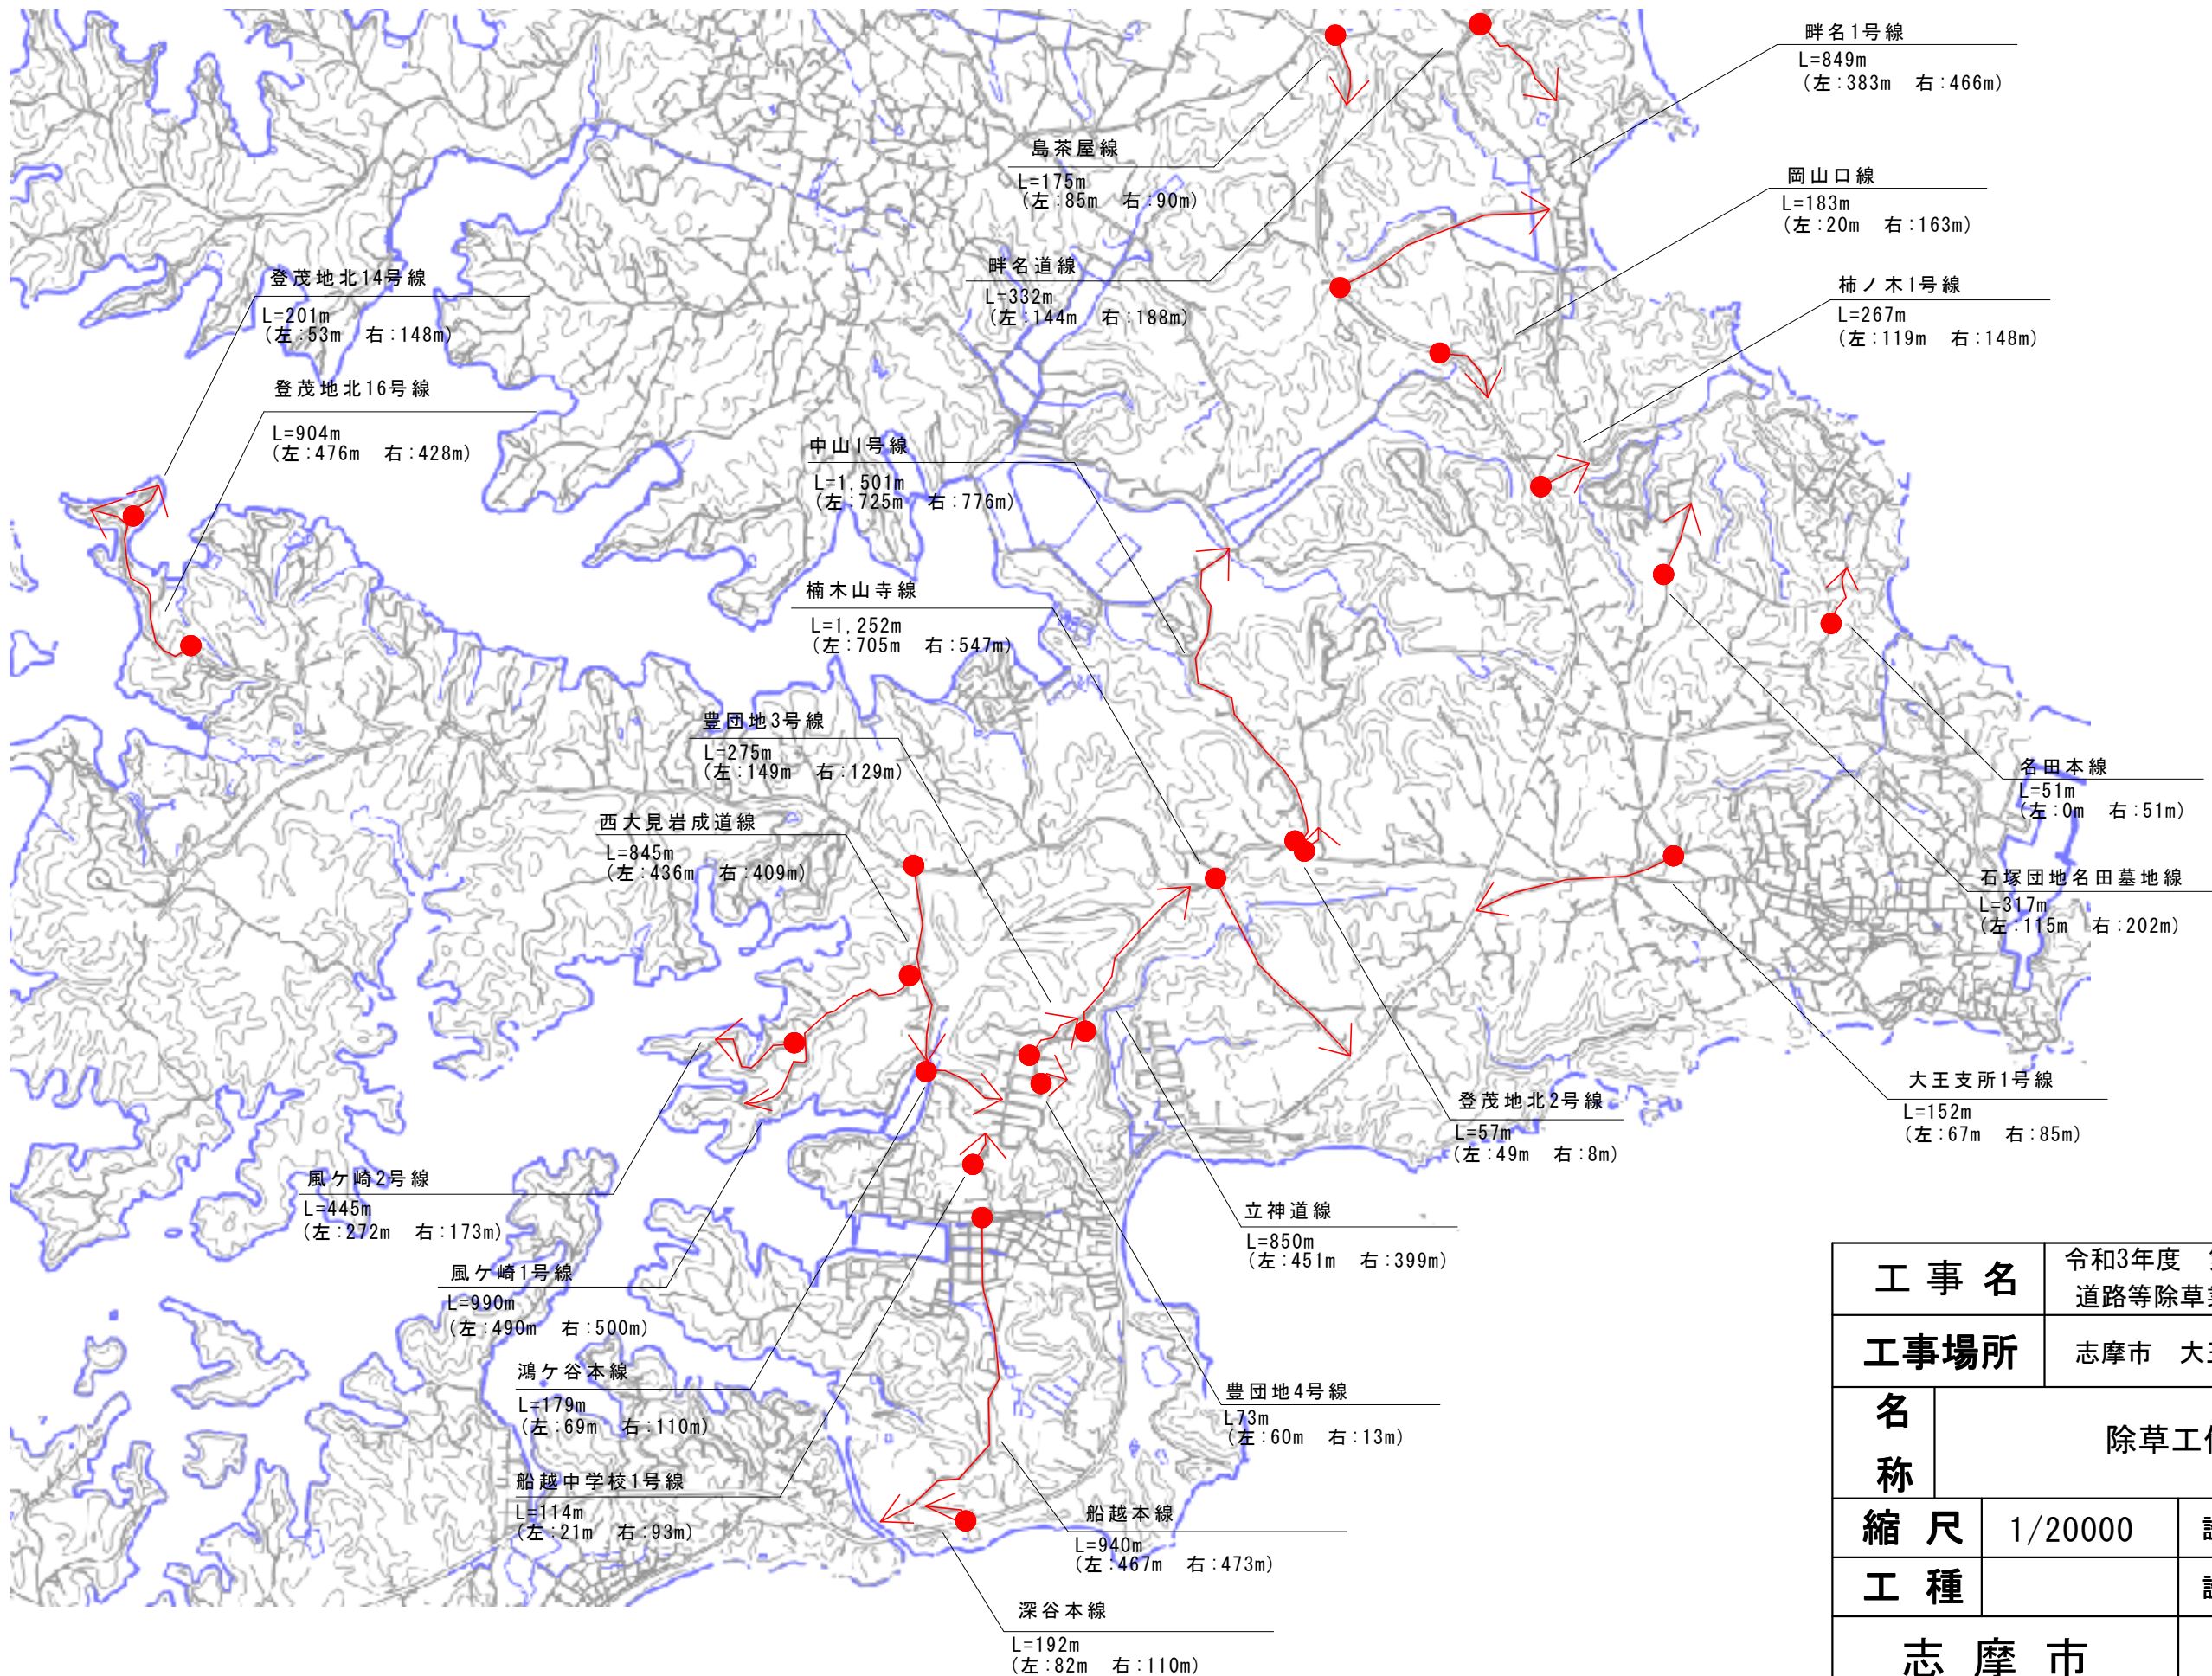 畔名1号線
L=849m
(左:383m 右:466m)
島茶屋線
L=175m
(左:85m 右:90m)
岡山口線
L=183m
(左:20m 右:163m)
畔名道線
L=332m
(左:144m 右:188m)
柿ノ木1号線
L=267m
(左:119m 右:148m)
登茂地北14号線
L=201m
(左:53m 右:148m)
登茂地北16号線
L=904m
(左:476m 右:428m)
中山1号線
L=1,501m
(左:725m 右:776m)
楠木山寺線
L=1,252m
(左:705m 右:547m)
豊団地3号線
L=275m
(左:149m 右:129m)
西大見岩成道線
L=845m
(左:436m 右:409m)
名田本線
L=51m
(左:0m 右:51m)
石塚団地名田墓地線
L=317m
(左:115m 右:202m)
大王支所1号線
L=152m
(左:67m 右:85m)
登茂地北2号線
L=57m
(左:49m 右:8m)
風ケ崎2号線
L=445m
(左:272m 右:173m)
立神道線
L=850m
(左:451m 右:399m)
風ケ崎1号線
L=990m
(左:490m 右:500m)
鴻ケ谷本線
L=179m
(左:69m 右:110m)
豊団地4号線
L73m
(左:60m 右:13m)
船越中学校1号線
L=114m
(左:21m 右:93m)
船越本線
L=940m
(左:467m 右:473m)
深谷本線
L=192m
(左:82m 右:110m)
工事名 令和3年度
道路等除草
工事場所 志摩市 大
名称 除草工
縮尺 1/20000
工種
志摩市